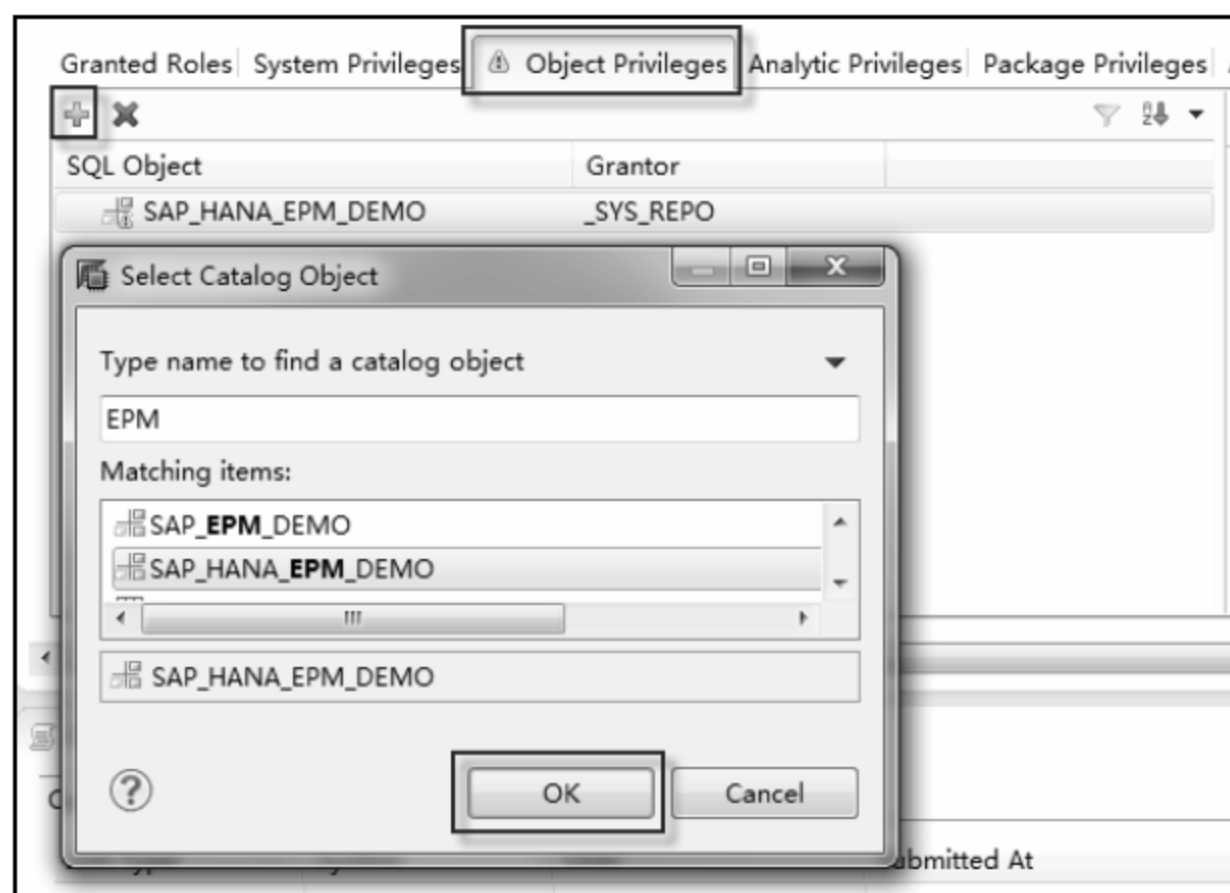 Granted Roles System Privileges Object Privileges Analytic Privileges Package Privileges
SQL Object Grantor
SAP_HANA_EPM_DEMO _SYS_REPO
Select Catalog Object
Type name to find a catalog object
EPM
Matching items:
SAP_EPM_DEMO
SAP_HANA_EPM_DEMO
SAP_HANA_EPM_DEMO
OK Cancel
At